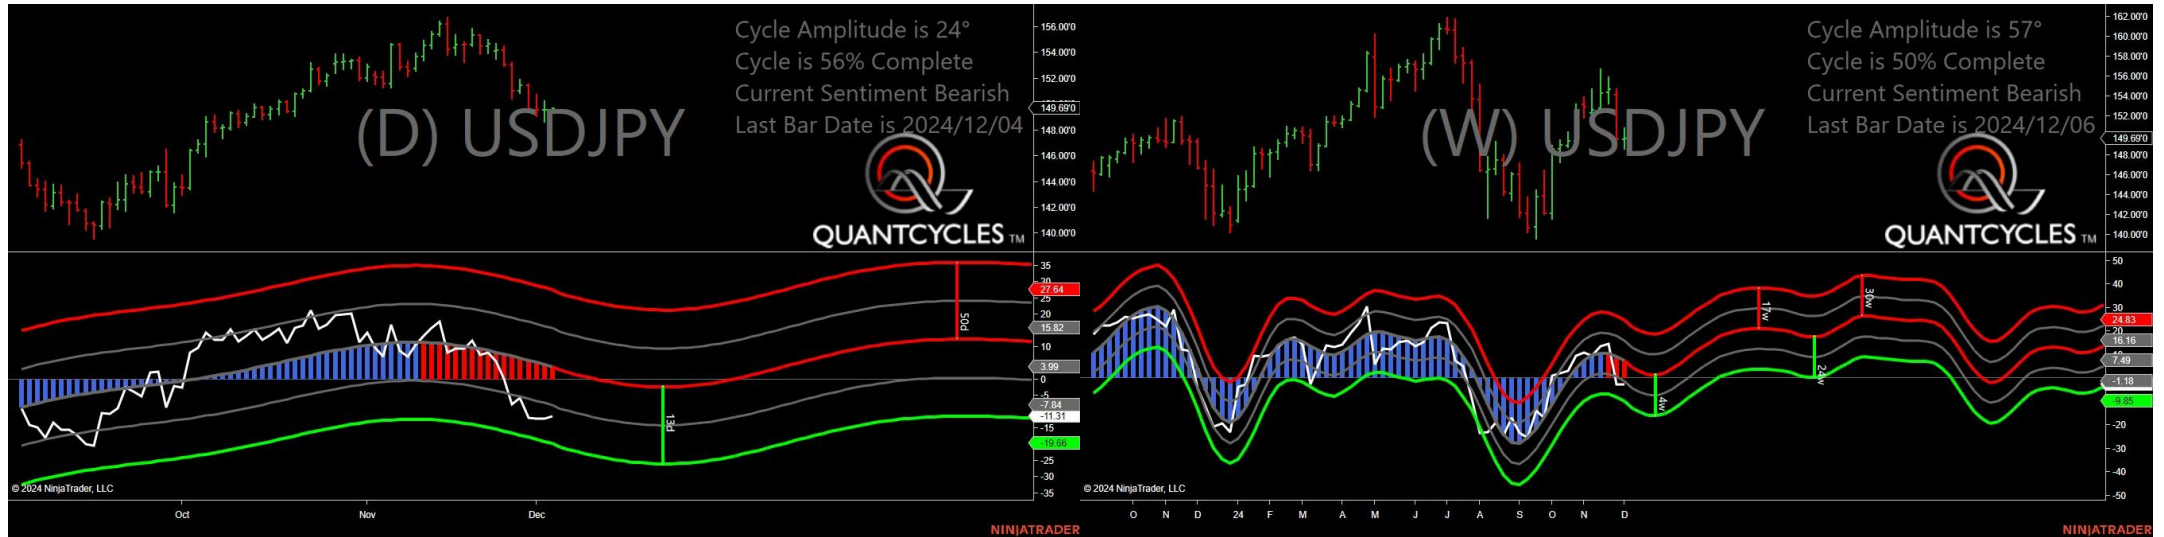 Cycle Amplitude is 24°
Cycle is 56% Complete
Current Sentiment Bearish
Last Bar Date is 2024/12/04
(D) USDJPY
QUANTCYCLES TM
156.00'0
154.00'0
152.00'0
149.69'0
148.00'0
146.00'0
144.00'0
142.00'0
140.00'0
35
27.64
25
20
15.82
10
3.99
0
-7.84
-11.31
-15
-19.66
-25
-30
-35
50d
13d
© 2024 NinjaTrader, LLC
Oct Nov Dec
NINJATRADER
Cycle Amplitude is 57°
Cycle is 50% Complete
Current Sentiment Bearish
Last Bar Date is 2024/12/06
(W) USDJPY
QUANTCYCLES TM
162.00'0
160.00'0
158.00'0
156.00'0
154.00'0
152.00'0
149.69'0
148.00'0
146.00'0
144.00'0
142.00'0
140.00'0
50
40
30
24.83
20
16.16
7.49
-1.18
-9.85
-20
-30
-40
-50
17w
30w
24w
4w
© 2024 NinjaTrader, LLC
O N D 24 F M A M J J A S O N D
NINJATRADER